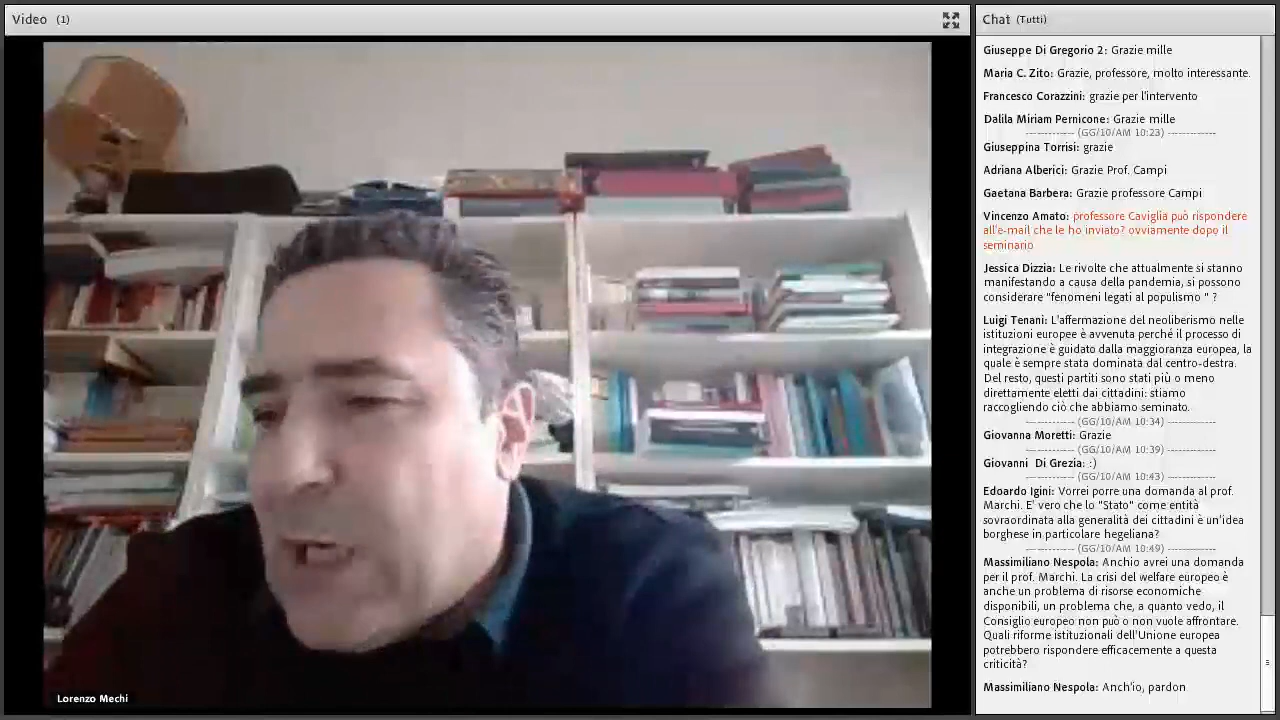 Video (1)
Lorenzo Mechi
Chat (Tutti)
Giuseppe Di Gregorio 2: Grazie mille
Maria C. Zito: Grazie, professore, molto interessante.
Francesco Corazzini: grazie per l'intervento
Dalila Miriam Pernicone: Grazie mille
------------ (GG/10/AM 10:23) ------------
Giuseppina Torrisi: grazie
Adriana Alberici: Grazie Prof. Campi
Gaetana Barbera: Grazie professore Campi
Vincenzo Amato: professore Caviglia può rispondere
all'e-mail che le ho inviato? ovviamente dopo il
seminario
Jessica Dizzia: Le rivolte che attualmente si stanno
manifestando a causa della pandemia, si possono
considerare "fenomeni legati al populismo " ?
Luigi Tenani: L'affermazione del neoliberismo nelle
istituzioni europee è avvenuta perché il processo di
integrazione è guidato dalla maggioranza europea, la
quale è sempre stata dominata dal centro-destra.
Del resto, questi partiti sono stati più o meno
direttamente eletti dai cittadini: stiamo
raccogliendo ciò che abbiamo seminato.
------------ (GG/10/AM 10:34) ------------
Giovanna Moretti: Grazie
------------ (GG/10/AM 10:39) ------------
Giovanni Di Grezia: :)
------------ (GG/10/AM 10:43) ------------
Edoardo Igini: Vorrei porre una domanda al prof.
Marchi. E' vero che lo "Stato" come entità
sovraordinata alla generalità dei cittadini è un'idea
borghese in particolare hegeliana?
------------ (GG/10/AM 10:49) ------------
Massimiliano Nespola: Anchio avrei una domanda
per il prof. Marchi. La crisi del welfare europeo è
anche un problema di risorse economiche
disponibili, un problema che, a quanto vedo, il
Consiglio europeo non può o non vuole affrontare.
Quali riforme istituzionali dell'Unione europea
potrebbero rispondere efficacemente a questa
criticità?
Massimiliano Nespola: Anch'io, pardon